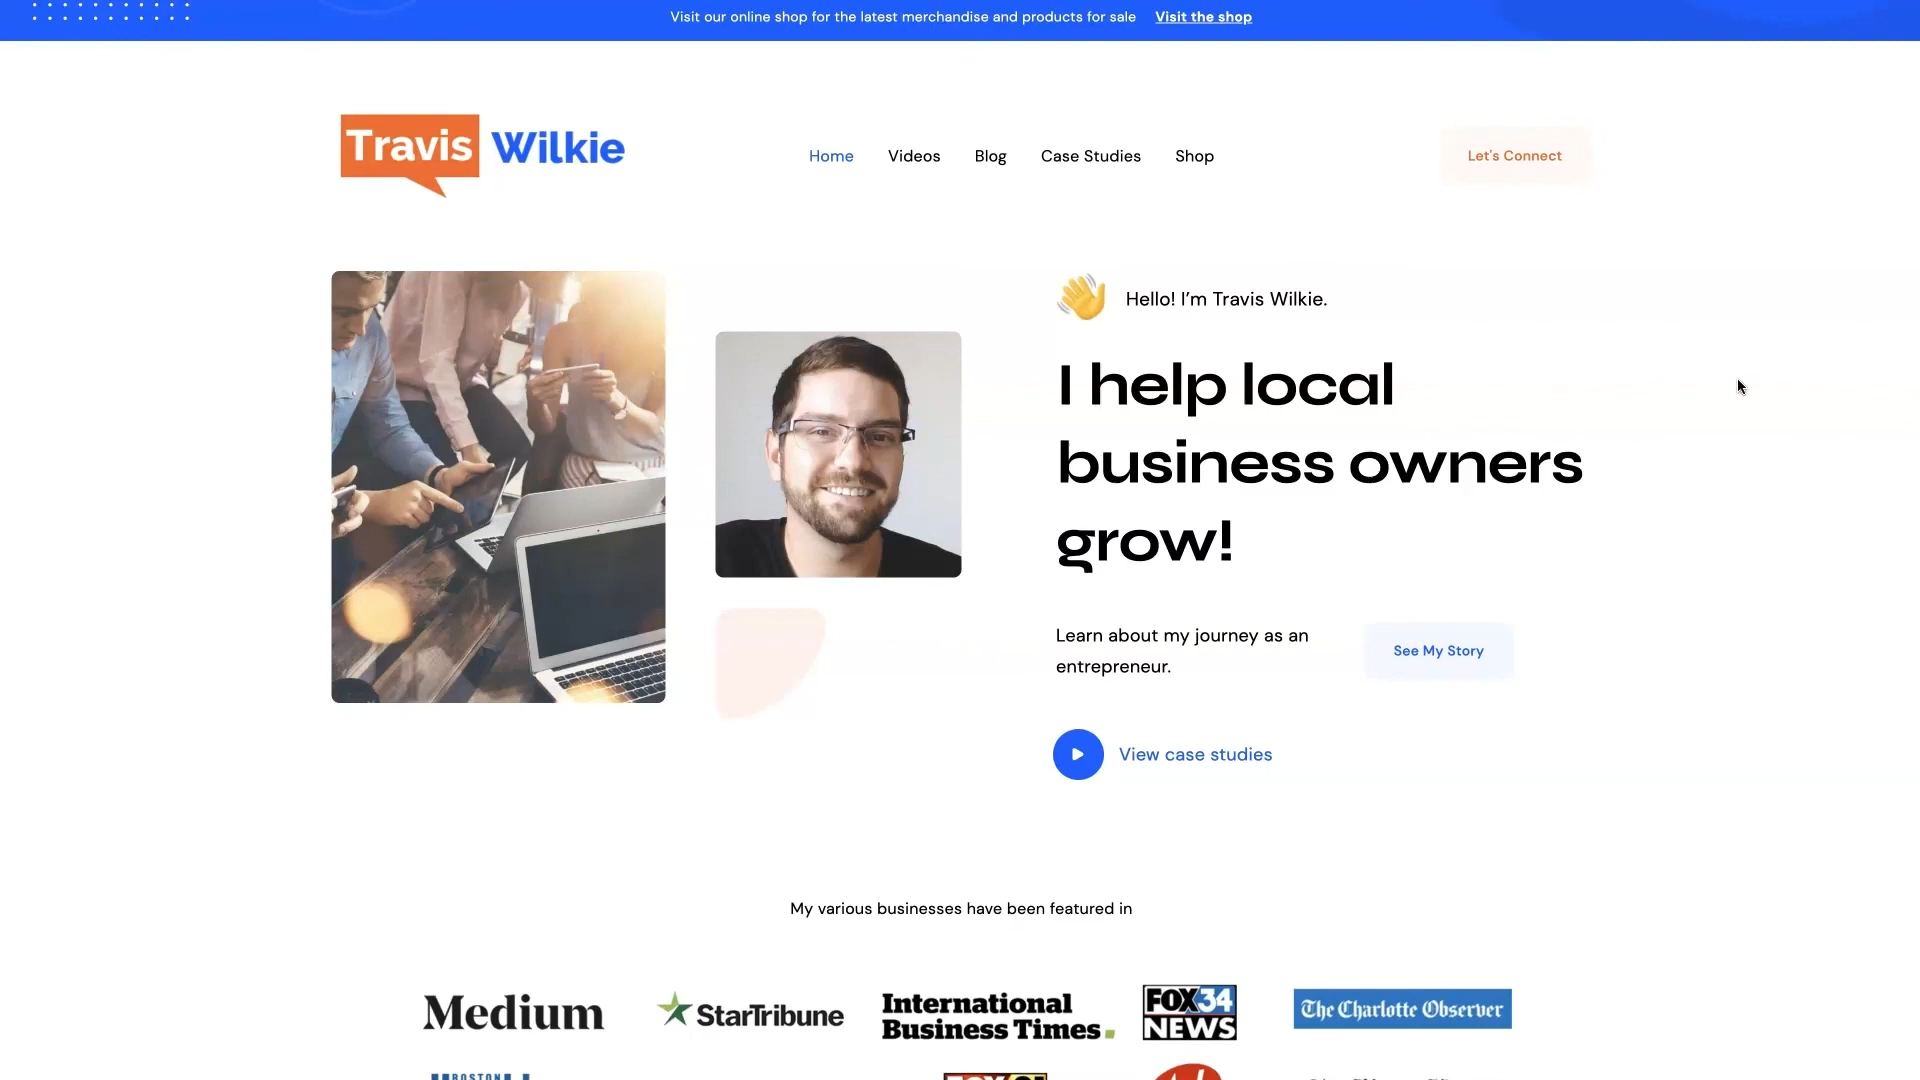 Visit our online shop for the latest merchandise and products for sale Visit the shop
Travis Wilkie
Home Videos Blog Case Studies Shop
Let's Connect
Hello! I’m Travis Wilkie.
I help local
business owners
grow!
Learn about my journey as an
entrepreneur.
See My Story
View case studies
My various businesses have been featured in
Medium
StarTribune
International
Business Times
FOX 34
NEWS
The Charlotte Observer
BOSTON